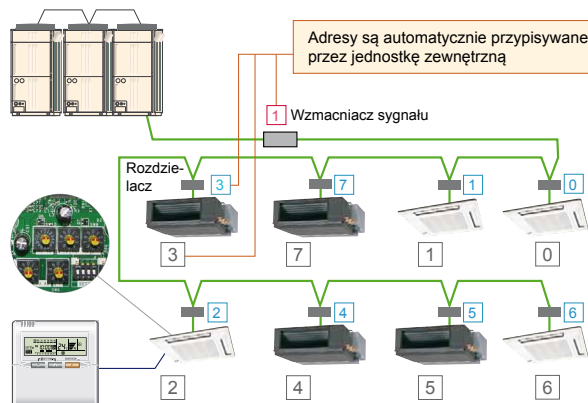 Adresy są automatycznie przypisywane
przez jednostkę zewnętrzną
1 Wzmacniacz sygnału
Rozdzie-
lacz
3 7 1 0
3 7 1 0
2 4 5 6
2 4 5 6